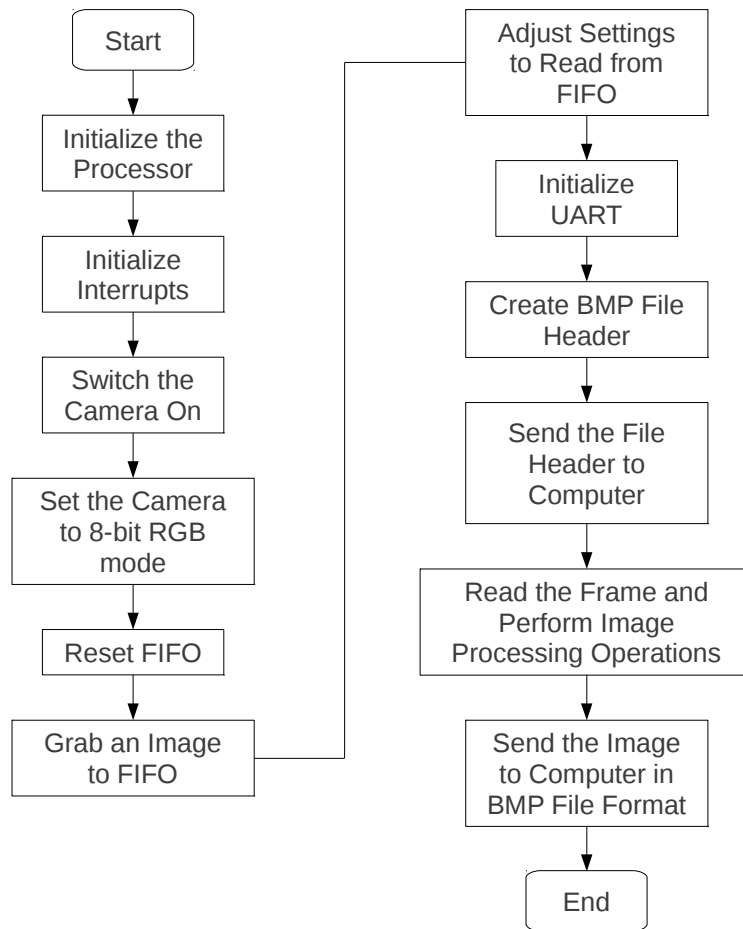 Start
Initialize the
Processor
Initialize
Interrupts
Switch the
Camera On
Set the Camera
to 8-bit RGB
mode
Reset FIFO
Grab an Image
to FIFO
Adjust Settings
to Read from
FIFO
Initialize
UART
Create BMP File
Header
Send the File
Header to
Computer
Read the Frame and
Perform Image
Processing Operations
Send the Image
to Computer in
BMP File Format
End